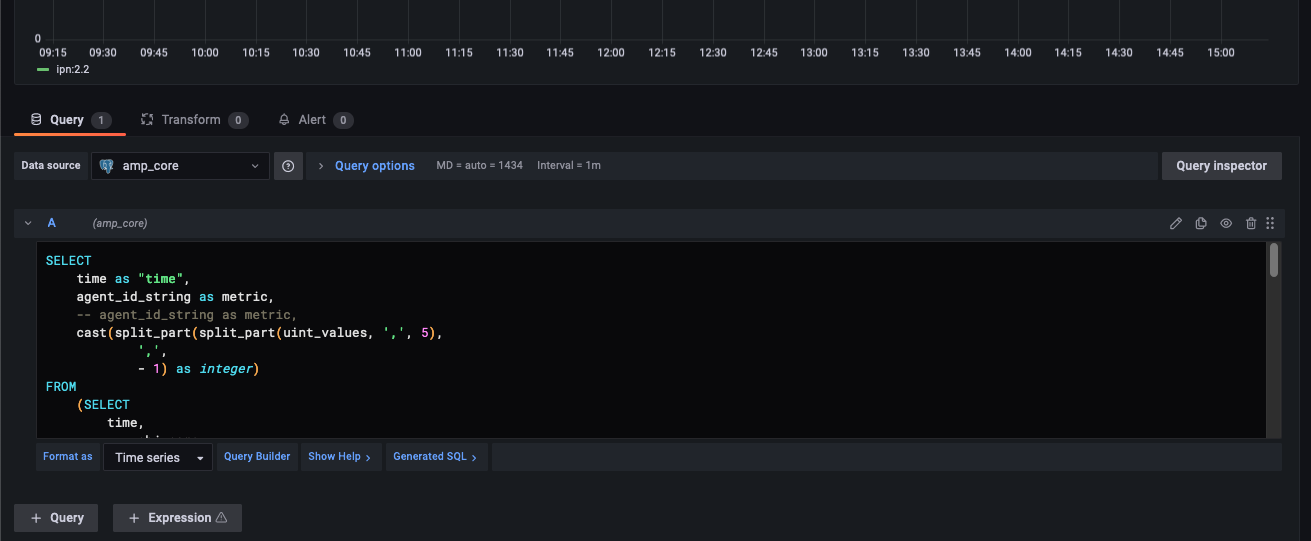 0
09:15 09:30 09:45 10:00 10:15 10:30 10:45 11:00 11:15 11:30 11:45 12:00 12:15 12:30 12:45 13:00 13:15 13:30 13:45 14:00 14:15 14:30 14:45 15:00
ipn:2.2
Query 1 Transform 0 Alert 0
Data source amp_core Query options MD = auto = 1434 Interval = 1m Query inspector
A (amp_core)
SELECT
time as "time",
agent_id_string as metric,
-- agent_id_string as metric,
cast(split_part(split_part(uint_values, ',', 5),
',',
- 1) as integer)
FROM
(SELECT
time,
Format as Time series Query Builder Show Help Generated SQL
+ Query + Expression